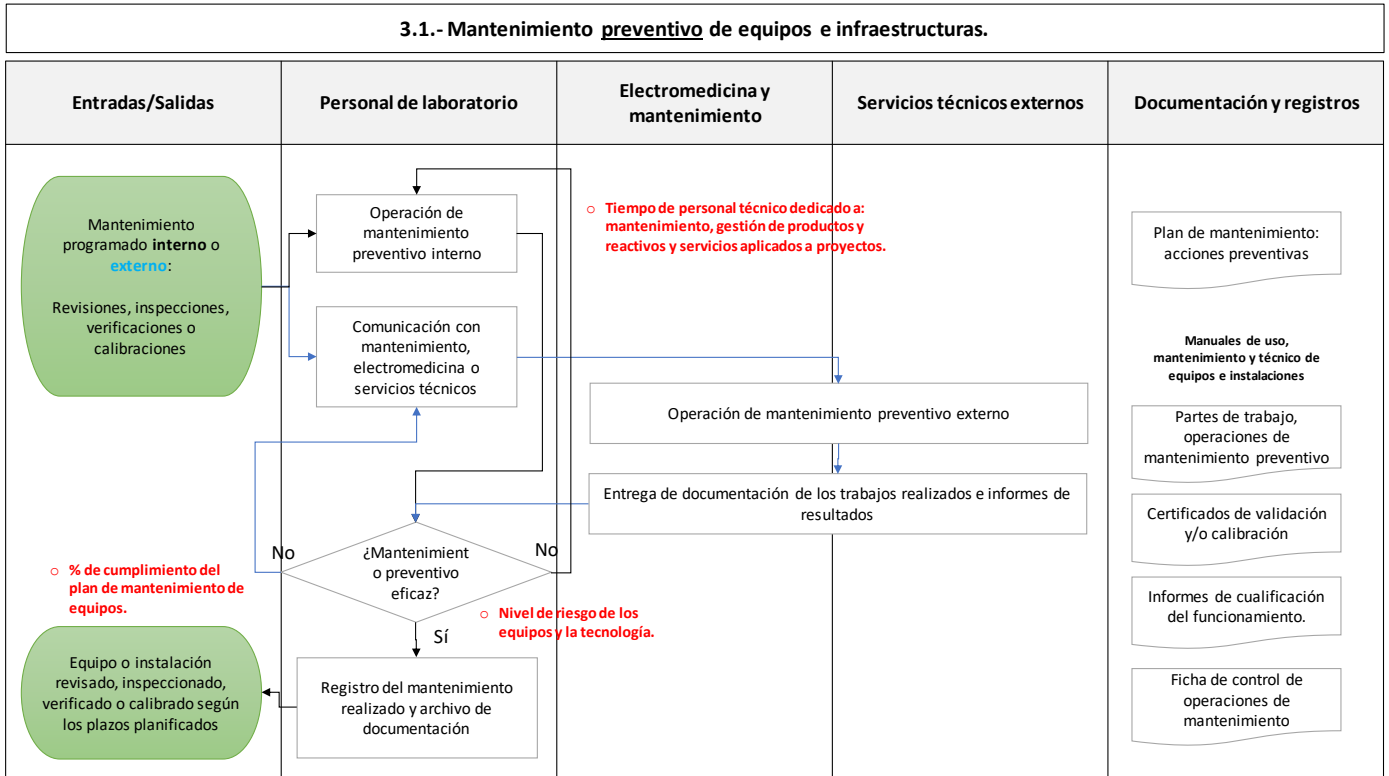 3.1.- Mantenimiento preventivo de equipos e infraestructuras.
Entradas/Salidas
Personal de laboratorio
Electromedicina y
mantenimiento
Servicios técnicos externos
Documentación y registros
Mantenimiento
programado interno o
externo:
Revisiones, inspecciones,
verificaciones o
calibraciones
Operación de
mantenimiento
preventivo interno
○ Tiempo de personal técnico dedicado a:
mantenimiento, gestión de productos y
reactivos y servicios aplicados a proyectos.
Plan de mantenimiento:
acciones preventivas
Comunicación con
mantenimiento,
electromedicina o
servicios técnicos
Manuales de uso,
mantenimiento y técnico de
equipos e instalaciones
Operación de mantenimiento preventivo externo
Partes de trabajo,
operaciones de
mantenimiento preventivo
Entrega de documentación de los trabajos realizados e informes de
resultados
Certificados de validación
y/o calibración
No
¿Mantenimient
o preventivo
eficaz?
No
○ % de cumplimiento del
plan de mantenimiento de
equipos.
○ Nivel de riesgo de los
equipos y la tecnología.
Sí
Informes de cualificación
del funcionamiento.
Equipo o instalación
revisado, inspeccionado,
verificado o calibrado según
los plazos planificados
Registro del mantenimiento
realizado y archivo de
documentación
Ficha de control de
operaciones de
mantenimiento